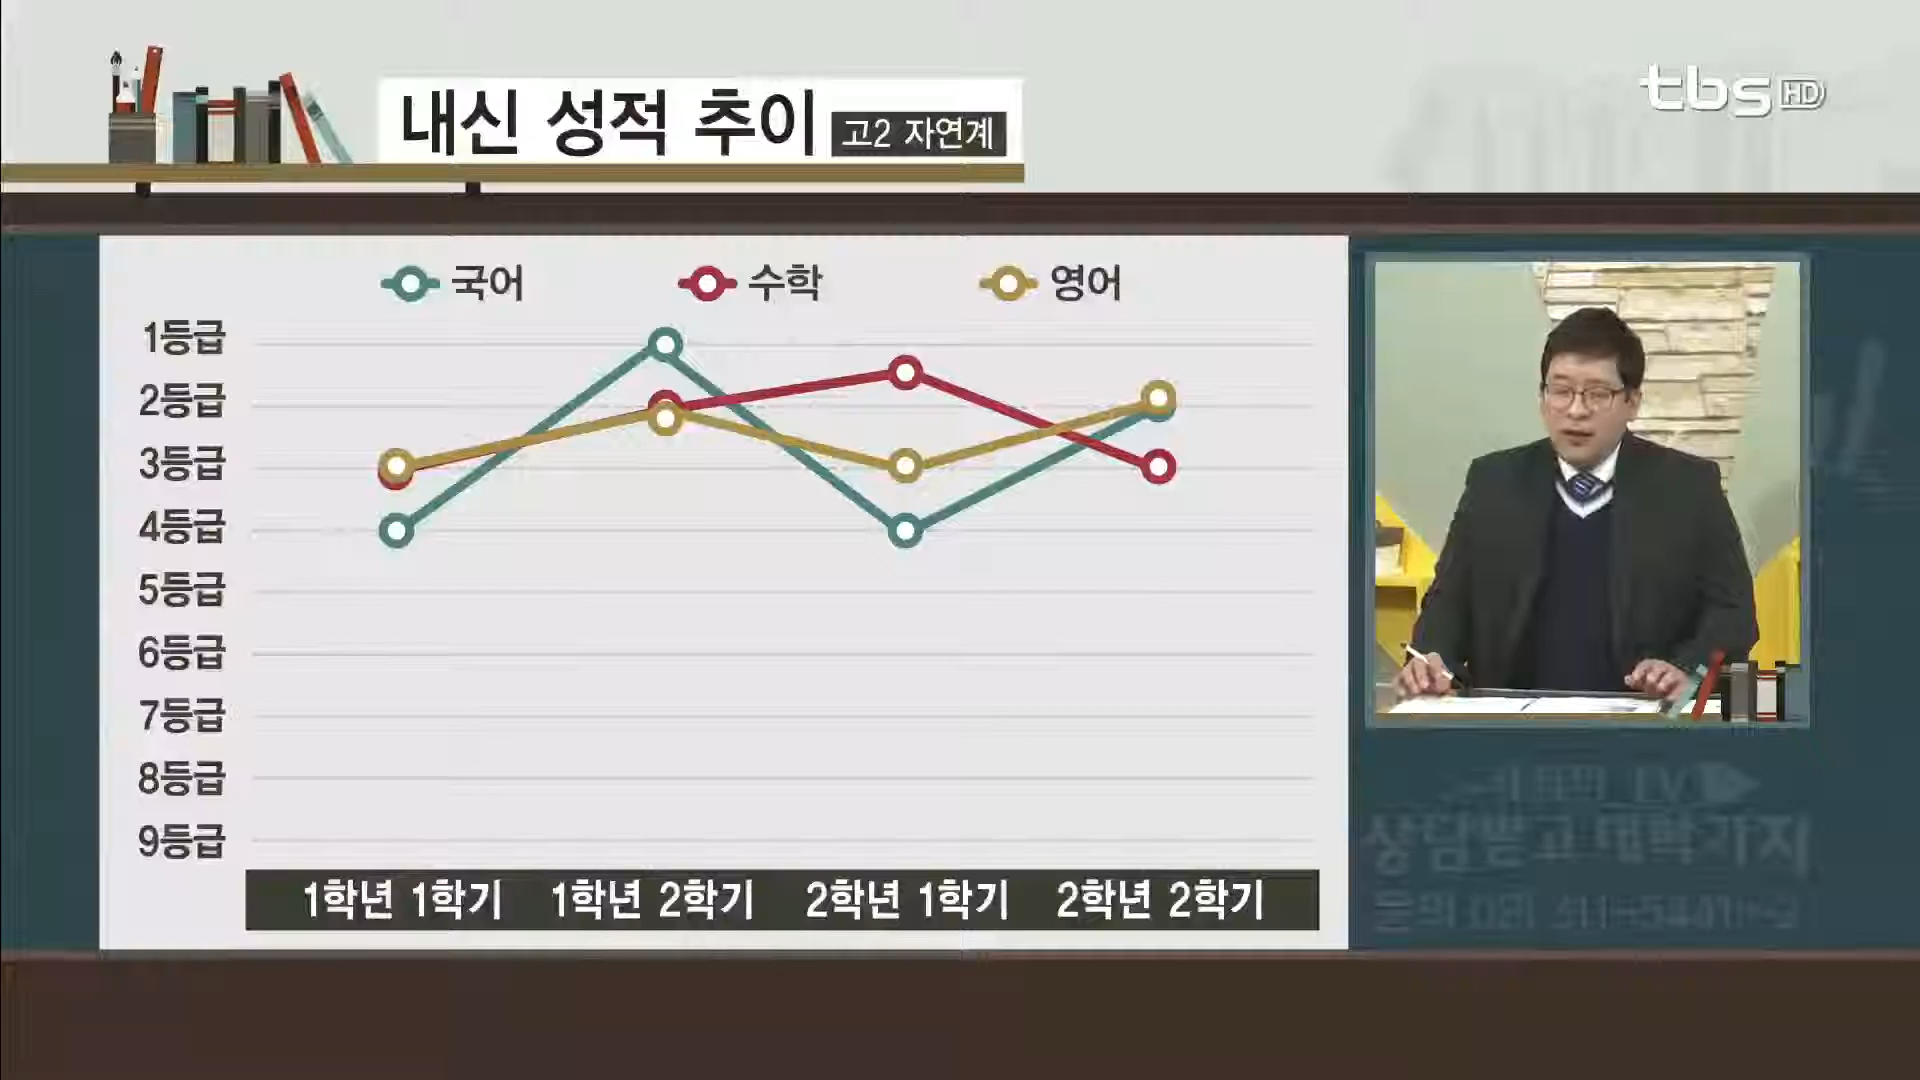 내신 성적 추이 고2 자연계
tbs HD
국어 수학 영어
1등급
2등급
3등급
4등급
5등급
6등급
7등급
8등급
9등급
1학년 1학기 1학년 2학기 2학년 1학기 2학년 2학기
상담받고 대학가자